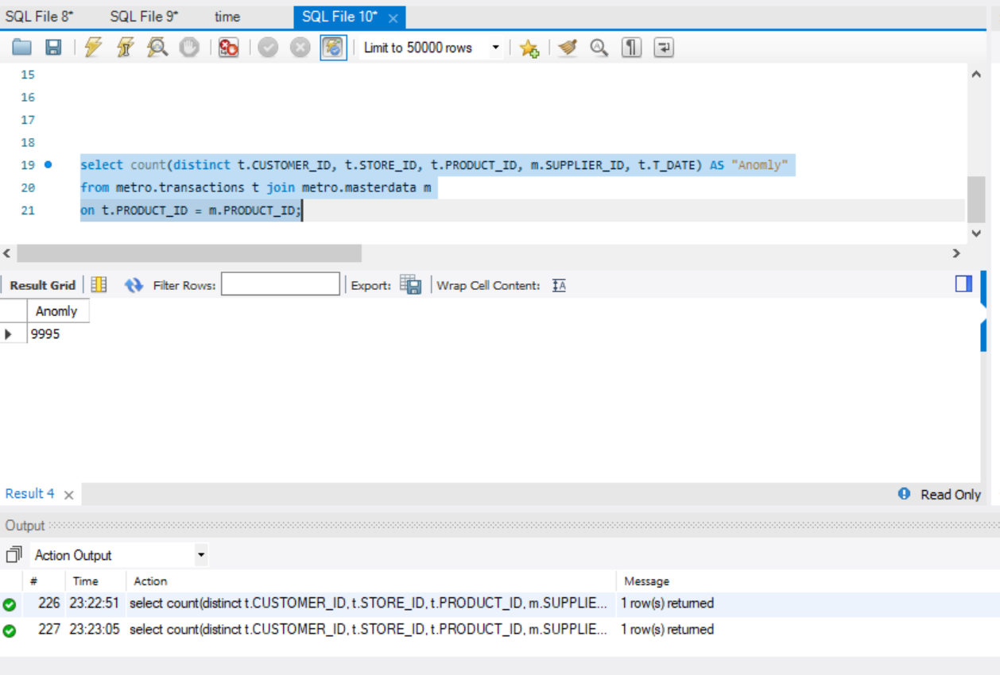 SQL File 8* SQL File 9* time SQL File 10* ×
Limit to 50000 rows
15
16
17
18
19 select count(distinct t.CUSTOMER_ID, t.STORE_ID, t.PRODUCT_ID, m.SUPPLIER_ID, t.T_DATE) AS "Anomly"
20 from metro.transactions t join metro.masterdata m
21 on t.PRODUCT_ID = m.PRODUCT_ID;
Result Grid Filter Rows: Export: Wrap Cell Content: IA
Anomly
9995
Result 4 × Read Only
Output
Action Output
# Time Action Message
226 23:22:51 select count(distinct t.CUSTOMER_ID, t.STORE_ID, t.PRODUCT_ID, m.SUPPLIE... 1 row(s) returned
227 23:23:05 select count(distinct t.CUSTOMER_ID, t.STORE_ID, t.PRODUCT_ID, m.SUPPLIE... 1 row(s) returned